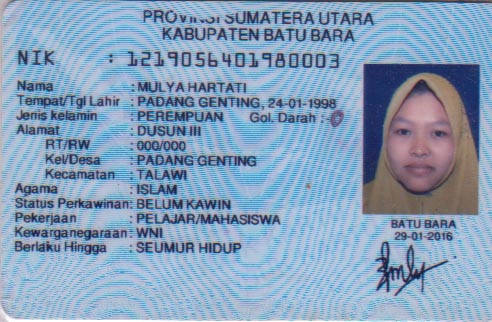 PROVINSI SUMATERA UTARA
KABUPATEN BATU BARA
NIK : 1219056401980003
Nama : MULYA HARTATI
Tempat/Tgl Lahir : PADANG GENTING, 24-01-1998
Jenis kelamin : PEREMPUAN Gol. Darah :-
Alamat : DUSUN III
RT/RW : 000/000
Kel/Desa : PADANG GENTING
Kecamatan : TALAWI
Agama : ISLAM
Status Perkawinan: BELUM KAWIN
Pekerjaan : PELAJAR/MAHASISWA
Kewarganegaraan: WNI
Berlaku Hingga : SEUMUR HIDUP
BATU BARA
29-01-2016